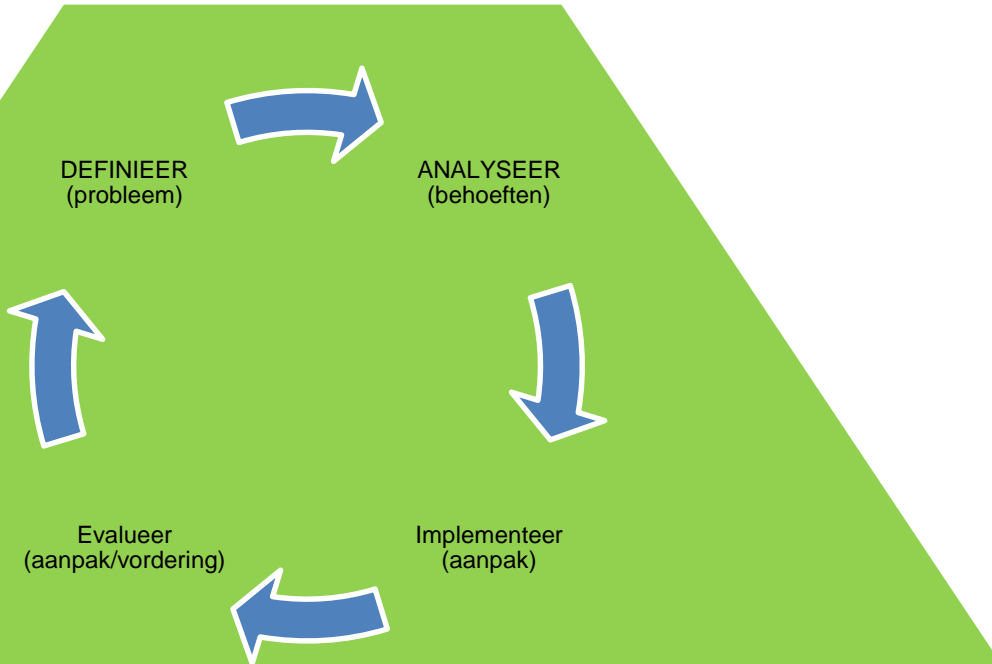 DEFINIEER
(probleem)
ANALYSEER
(behoeften)
Implementeer
(aanpak)
Evalueer
(aanpak/vordering)